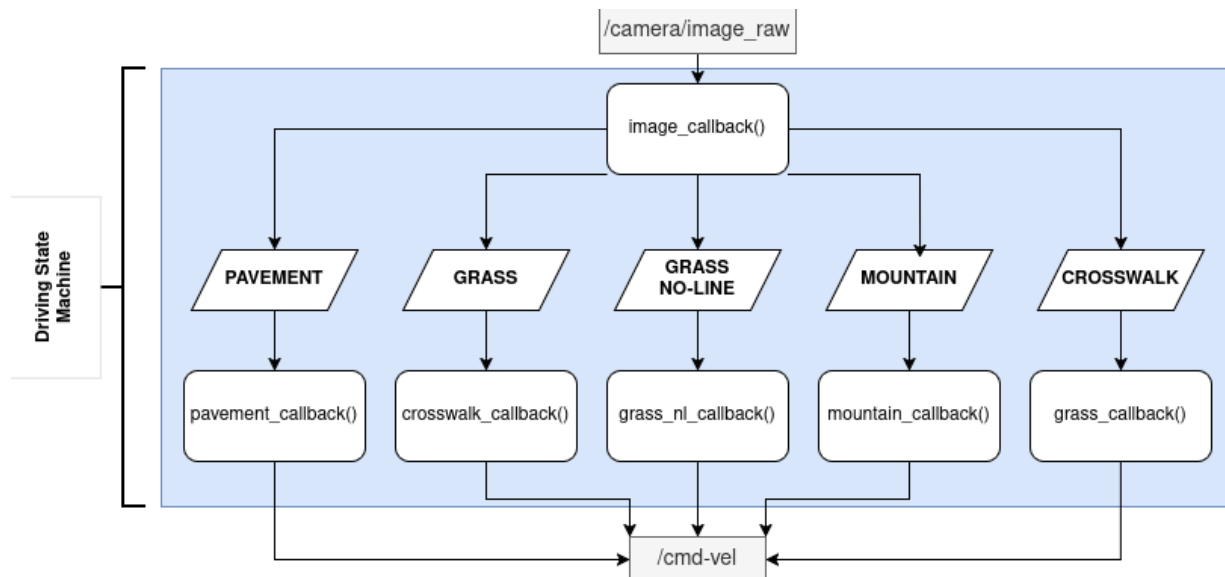 /camera/image_raw
image_callback()
Driving State
Machine
PAVEMENT
GRASS
GRASS
NO-LINE
MOUNTAIN
CROSSWALK
pavement_callback()
crosswalk_callback()
grass_nl_callback()
mountain_callback()
grass_callback()
/cmd-vel